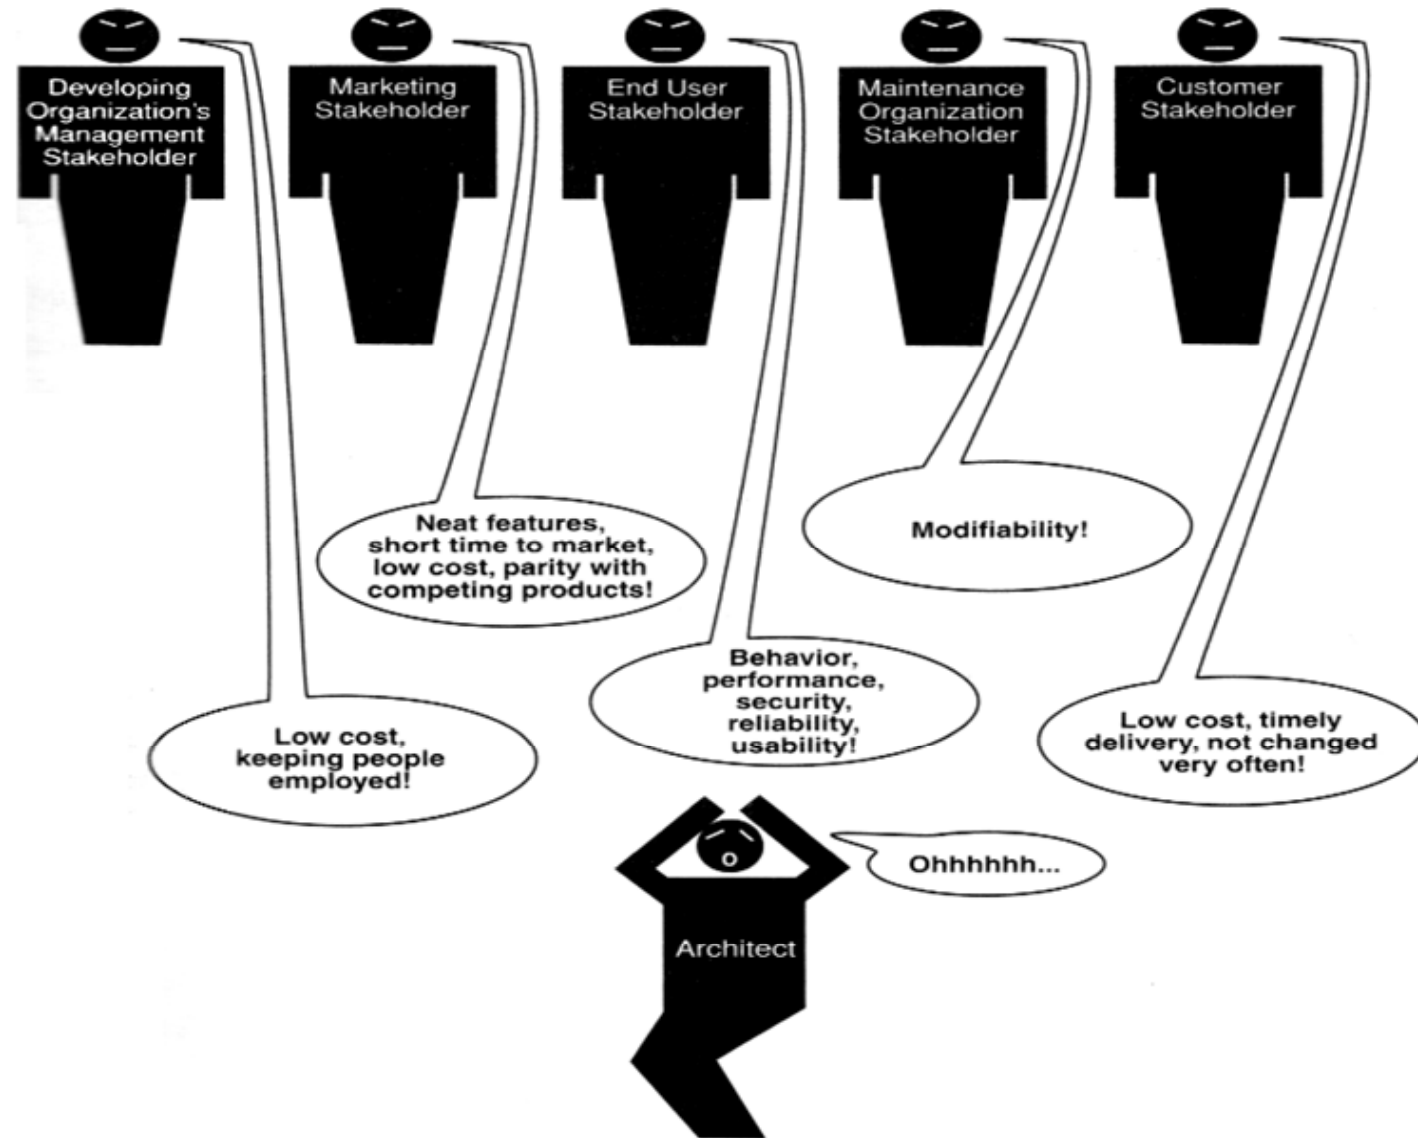 Developing
Organization's
Management
Stakeholder
Marketing
Stakeholder
End User
Stakeholder
Maintenance
Organization
Stakeholder
Customer
Stakeholder
Neat features,
short time to market,
low cost, parity with
competing products!
Modifiability!
Low cost,
keeping people
employed!
Behavior,
performance,
security,
reliability,
usability!
Low cost, timely
delivery, not changed
very often!
Ohhhhhh...
Architect